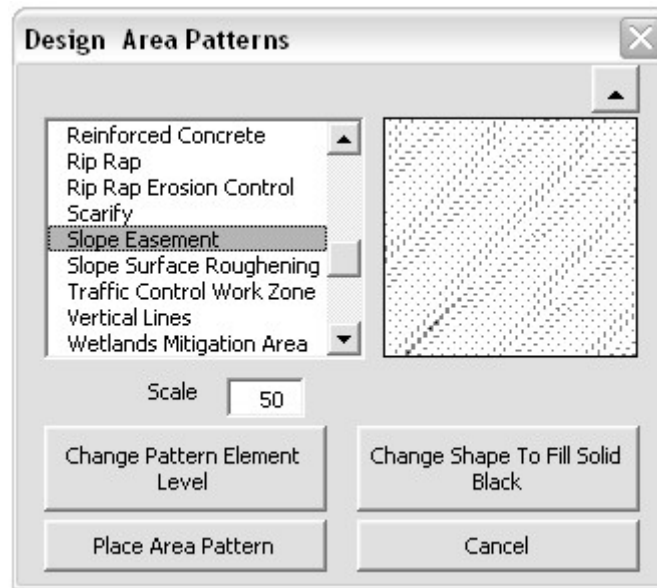 Design Area Patterns
Reinforced Concrete
Rip Rap
Rip Rap Erosion Control
Scarify
Slope Easement
Slope Surface Roughening
Traffic Control Work Zone
Vertical Lines
Wetlands Mitigation Area
Scale 50
Change Pattern Element
Level
Change Shape To Fill Solid
Black
Place Area Pattern
Cancel